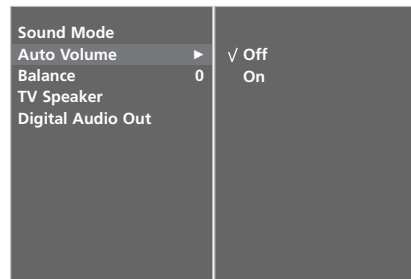 Sound Mode
Auto Volume ►
Balance 0
TV Speaker
Digital Audio Out
√ Off
On